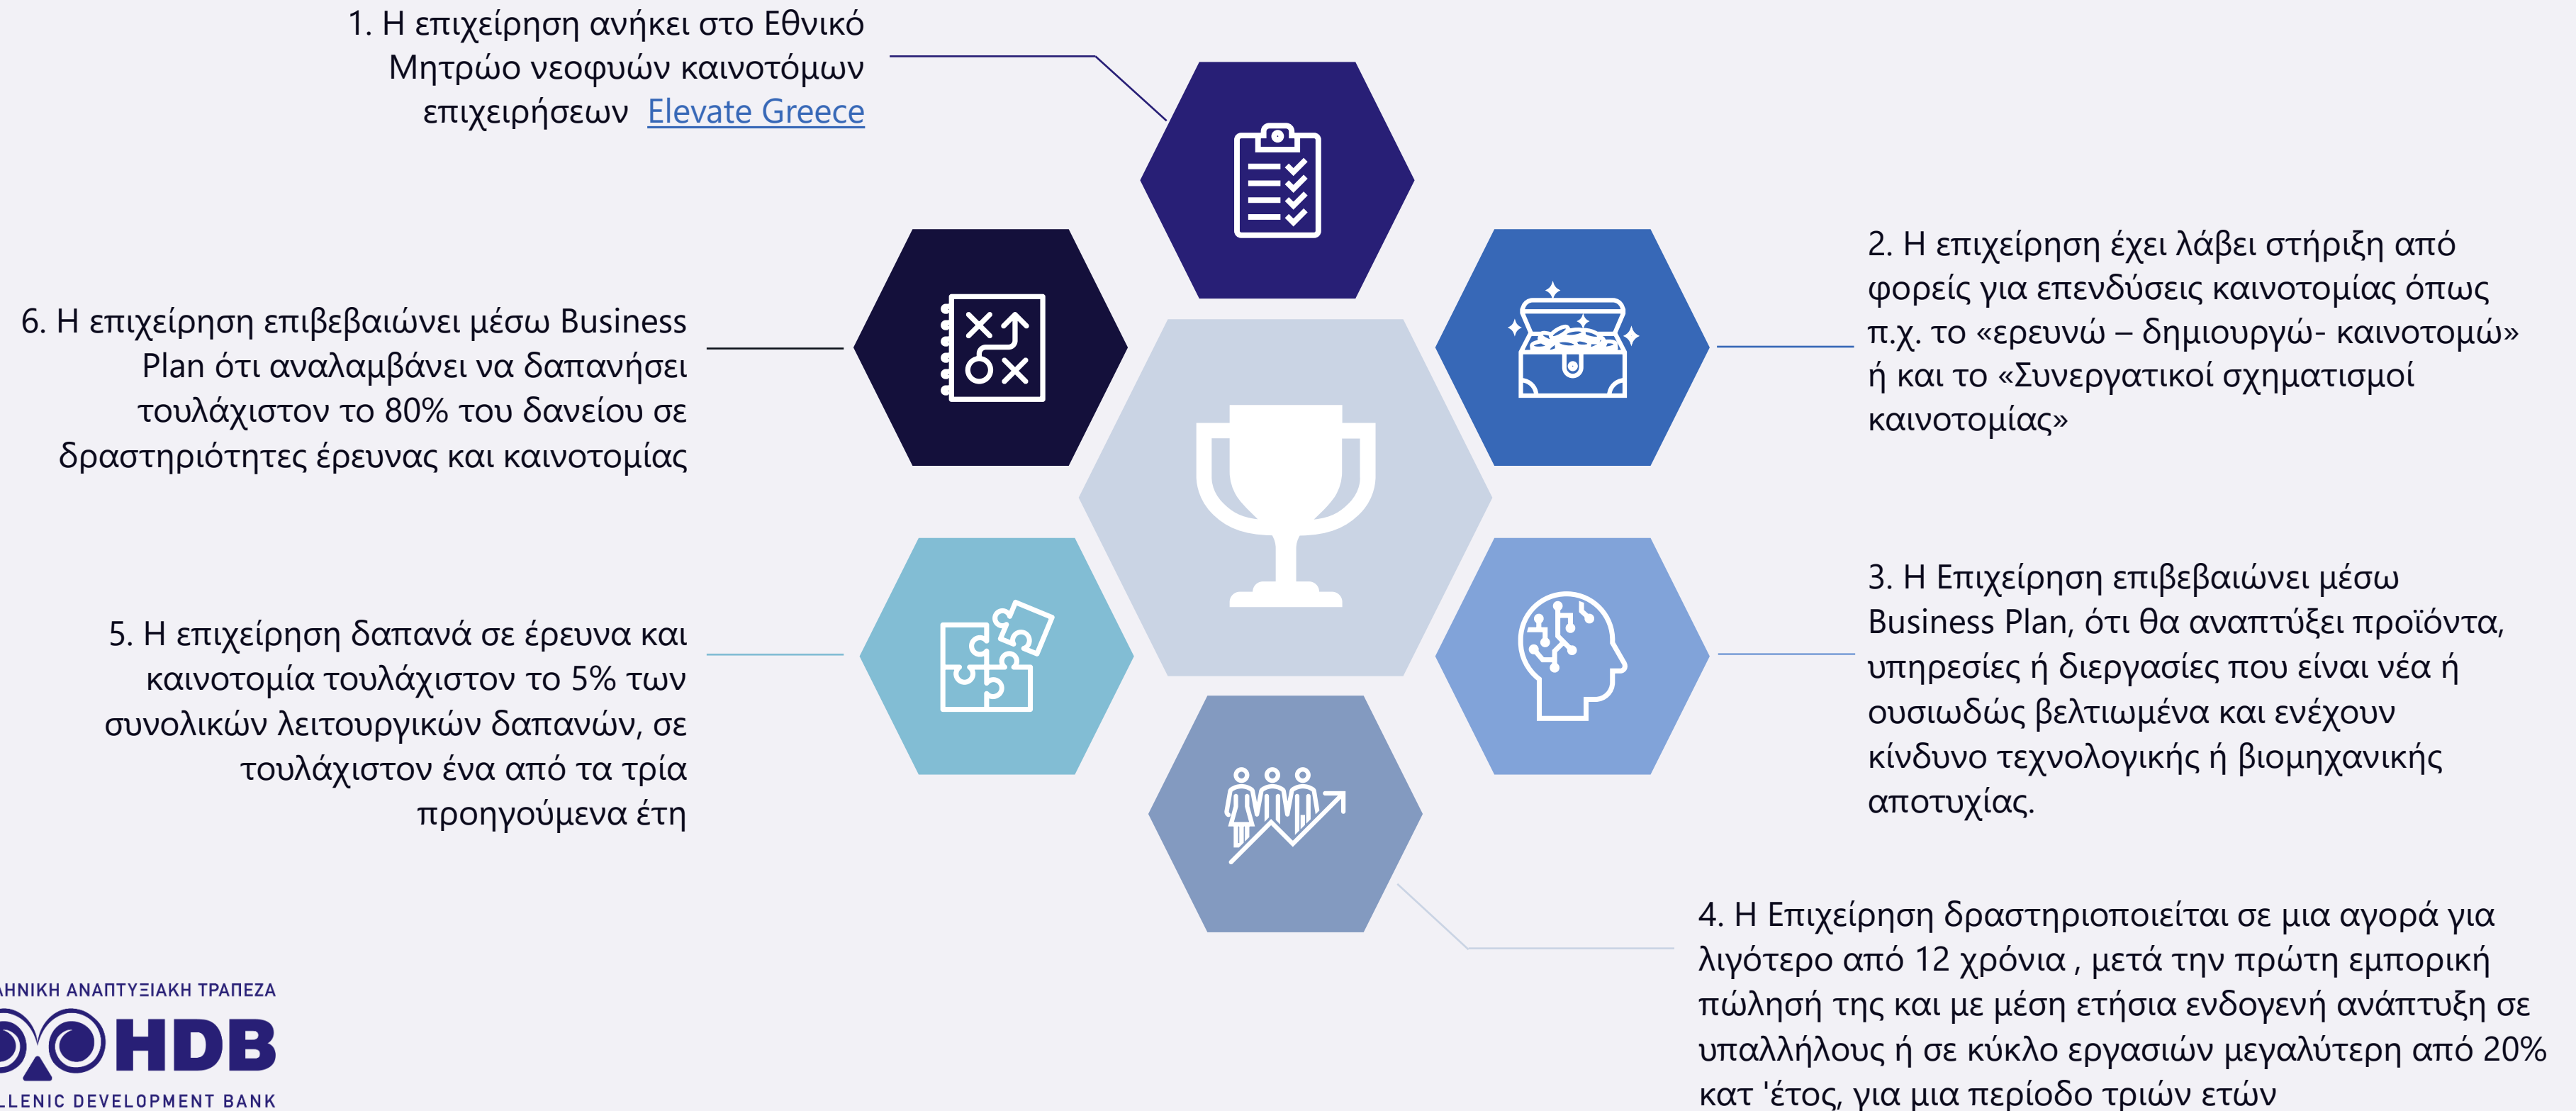 1. Η επιχείρηση ανήκει στο Εθνικό
Μητρώο νεοφυών καινοτόμων
επιχειρήσεων Elevate Greece
2. Η επιχείρηση έχει λάβει στήριξη από
φορείς για επενδύσεις καινοτομίας όπως
π.χ. το «ερευνώ – δημιουργώ- καινοτομώ»
ή και το «Συνεργατικοί σχηματισμοί
καινοτομίας»
3. Η Επιχείρηση επιβεβαιώνει μέσω
Business Plan, ότι θα αναπτύξει προϊόντα,
υπηρεσίες ή διεργασίες που είναι νέα ή
ουσιωδώς βελτιωμένα και ενέχουν
κίνδυνο τεχνολογικής ή βιομηχανικής
αποτυχίας.
4. Η Επιχείρηση δραστηριοποιείται σε μια αγορά για
λιγότερο από 12 χρόνια , μετά την πρώτη εμπορική
πώλησή της και με μέση ετήσια ενδογενή ανάπτυξη σε
υπαλλήλους ή σε κύκλο εργασιών μεγαλύτερη από 20%
κατ 'έτος, για μια περίοδο τριών ετών
5. Η επιχείρηση δαπανά σε έρευνα και
καινοτομία τουλάχιστον το 5% των
συνολικών λειτουργικών δαπανών, σε
τουλάχιστον ένα από τα τρία
προηγούμενα έτη
6. Η επιχείρηση επιβεβαιώνει μέσω Business
Plan ότι αναλαμβάνει να δαπανήσει
τουλάχιστον το 80% του δανείου σε
δραστηριότητες έρευνας και καινοτομίας
ΑΝΑΠΤΥΞΙΑΚΗ ΤΡΑΠΕΖΑ
HDB
DEVELOPMENT BANK